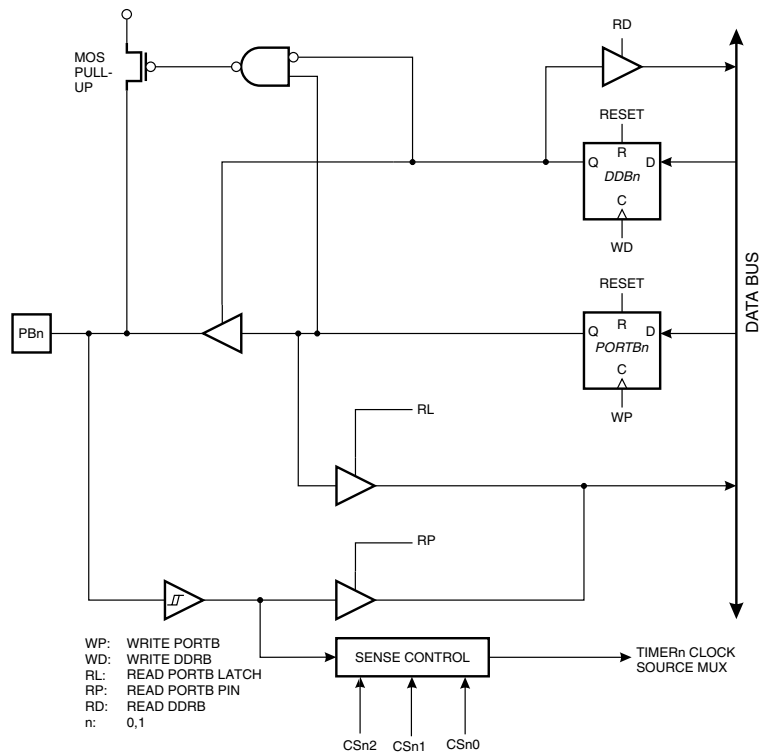 RD
MOS
PULL-
UP
RESET
R
Q
D
DDBn
C
WD
DATA BUS
RESET
PBn
R
Q
D
PORTBn
C
WP
RL
RP
WP: WRITE PORTB
WD: WRITE DDRB
RL: READ PORTB LATCH
RP: READ PORTB PIN
RD: READ DDRB
n: 0,1
SENSE CONTROL
TIMERn CLOCK
SOURCE MUX
CSn2
CSn1
CSn0